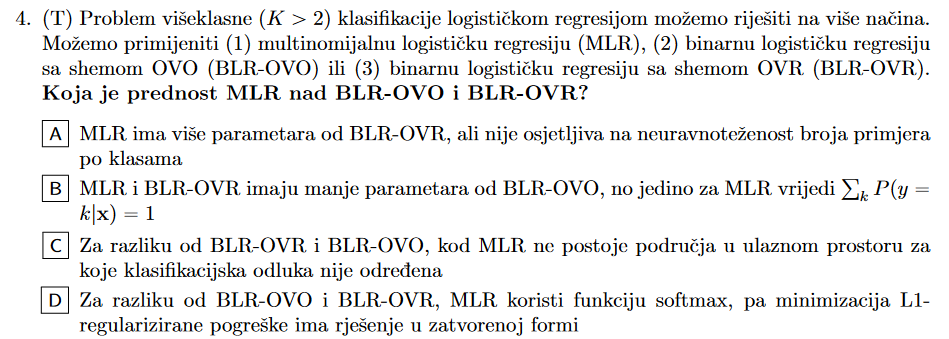 4. (T) Problem višeklasne (K > 2) klasifikacije logističkom regresijom možemo riješiti na više načina.
Možemo primijeniti (1) multinomijalnu logističku regresiju (MLR), (2) binarnu logističku regresiju
sa shemom OVO (BLR-OVO) ili (3) binarnu logističku regresiju sa shemom OVR (BLR-OVR).
Koja je prednost MLR nad BLR-OVO i BLR-OVR?
A MLR ima više parametara od BLR-OVR, ali nije osjetljiva na neuravnoteženost broja primjera
po klasama
B MLR i BLR-OVR imaju manje parametara od BLR-OVO, no jedino za MLR vrijedi ∑ₖ P(y =
k|x) = 1
C Za razliku od BLR-OVR i BLR-OVO, kod MLR ne postoje područja u ulaznom prostoru za
koje klasifikacijska odluka nije određena
D Za razliku od BLR-OVO i BLR-OVR, MLR koristi funkciju softmax, pa minimizacija L1-
regularizirane pogreške ima rješenje u zatvorenoj formi